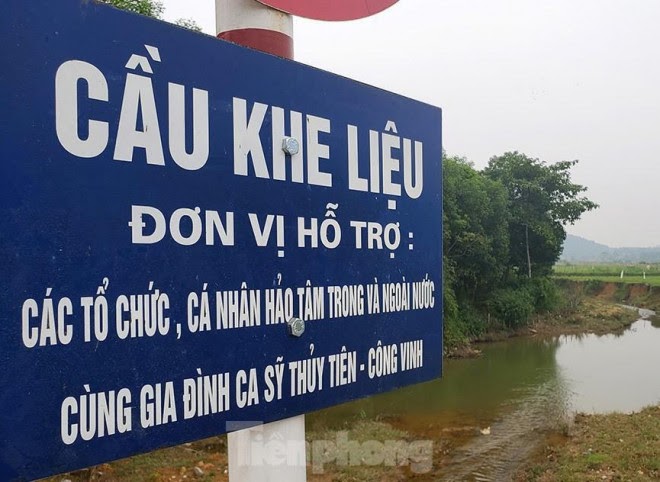 CẦU KHE LIỆU
ĐƠN VỊ HỖ TRỢ :
CÁC TỔ CHỨC , CÁ NHÂN HẢO TÂM TRONG VÀ NGOÀI NƯỚC
CÙNG GIA ĐÌNH CA SỸ THỦY TIÊN - CÔNG VINH
Tiênphong